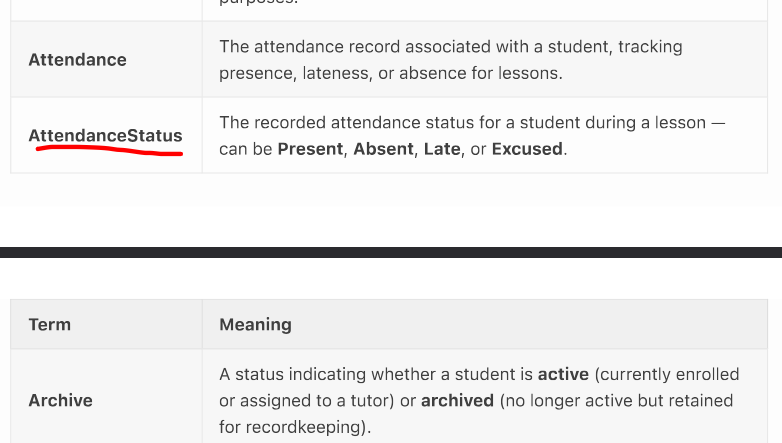 purposes.
Attendance
The attendance record associated with a student, tracking
presence, lateness, or absence for lessons.
AttendanceStatus
The recorded attendance status for a student during a lesson —
can be Present, Absent, Late, or Excused.
Term
Meaning
Archive
A status indicating whether a student is active (currently enrolled
or assigned to a tutor) or archived (no longer active but retained
for recordkeeping).